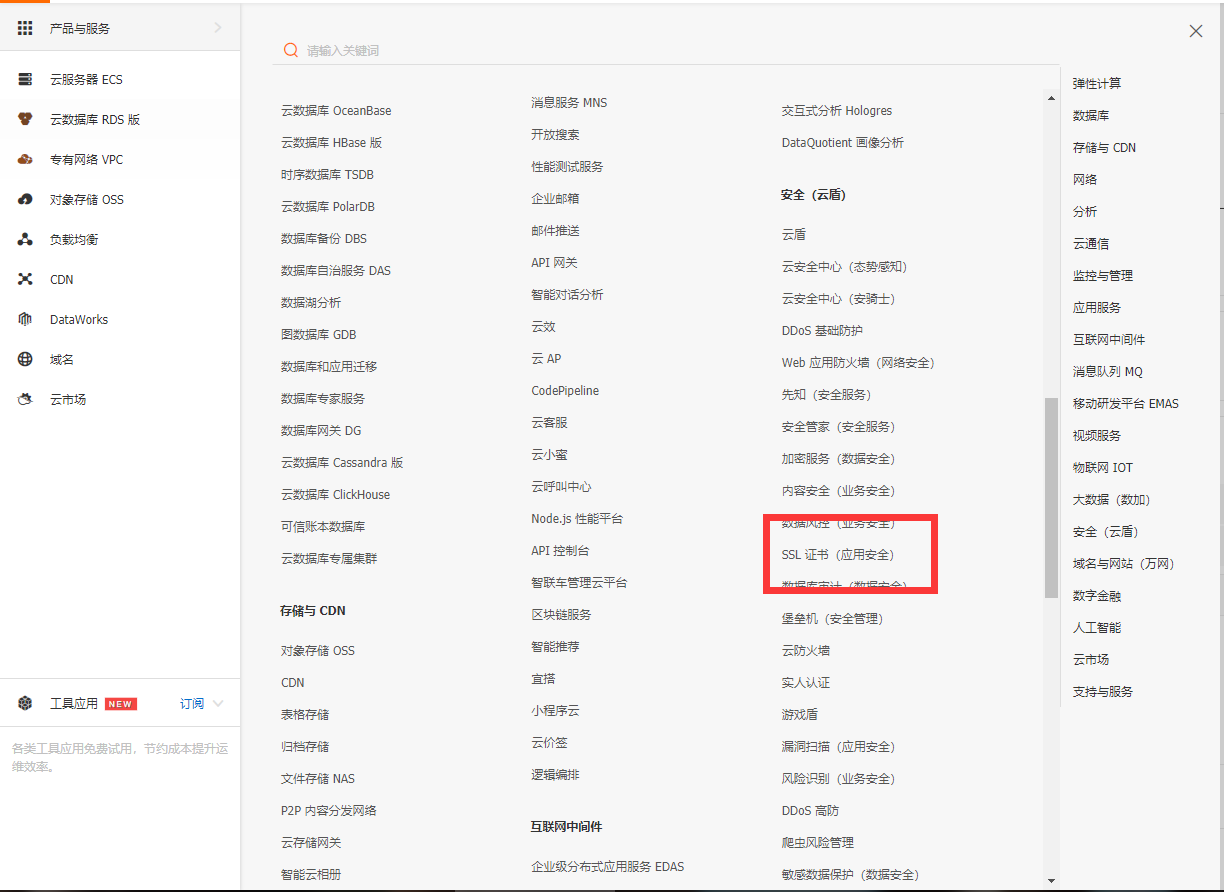 产品与服务
云服务器 ECS
云数据库 RDS 版
专有网络 VPC
对象存储 OSS
负载均衡
CDN
DataWorks
域名
云市场
工具应用 NEW 订阅
各类工具应用免费试用，节约成本提升运
维效率。
请输入关键词
云数据库 OceanBase
云数据库 HBase 版
时序数据库 TSDB
云数据库 PolarDB
数据库备份 DBS
数据库自治服务 DAS
数据湖分析
图数据库 GDB
数据库和应用迁移
数据库专家服务
数据库网关 DG
云数据库 Cassandra 版
云数据库 ClickHouse
可信账本数据库
云数据库专属集群
存储与 CDN
对象存储 OSS
CDN
表格存储
归档存储
文件存储 NAS
P2P 内容分发网络
云存储网关
智能云相册
消息服务 MNS
开放搜索
性能测试服务
企业邮箱
邮件推送
API 网关
智能对话分析
云效
云 AP
CodePipeline
云客服
云小蜜
云呼叫中心
Node.js 性能平台
API 控制台
智联车管理云平台
区块链服务
智能推荐
宜搭
小程序云
云价签
逻辑编排
互联网中间件
企业级分布式应用服务 EDAS
交互式分析 Hologres
DataQuotient 画像分析
安全（云盾）
云盾
云安全中心（态势感知）
云安全中心（安骑士）
DDoS 基础防护
Web 应用防火墙（网络安全）
先知（安全服务）
安全管家（安全服务）
加密服务（数据安全）
内容安全（业务安全）
数据风控（业务安全）
SSL 证书（应用安全）
数据库审计（数据安全）
堡垒机（安全管理）
云防火墙
实人认证
游戏盾
漏洞扫描（应用安全）
风险识别（业务安全）
DDoS 高防
爬虫风险管理
敏感数据保护（数据安全）
弹性计算
数据库
存储与 CDN
网络
分析
云通信
监控与管理
应用服务
互联网中间件
消息队列 MQ
移动研发平台 EMAS
视频服务
物联网 IOT
大数据（数加）
安全（云盾）
域名与网站（万网）
数字金融
人工智能
云市场
支持与服务